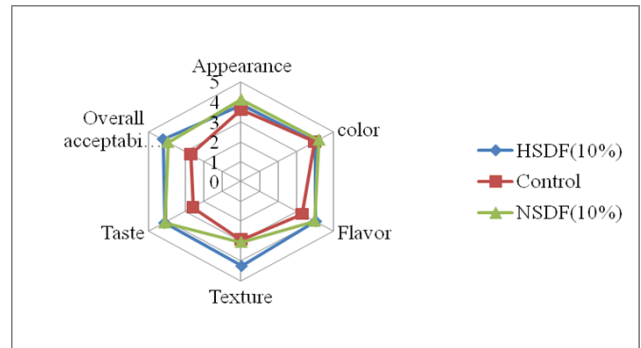 Appearance
5
4
3
2
1
0
color
Flavor
Texture
Taste
Overall
acceptabi...
HSDF(10%)
Control
NSDF(10%)